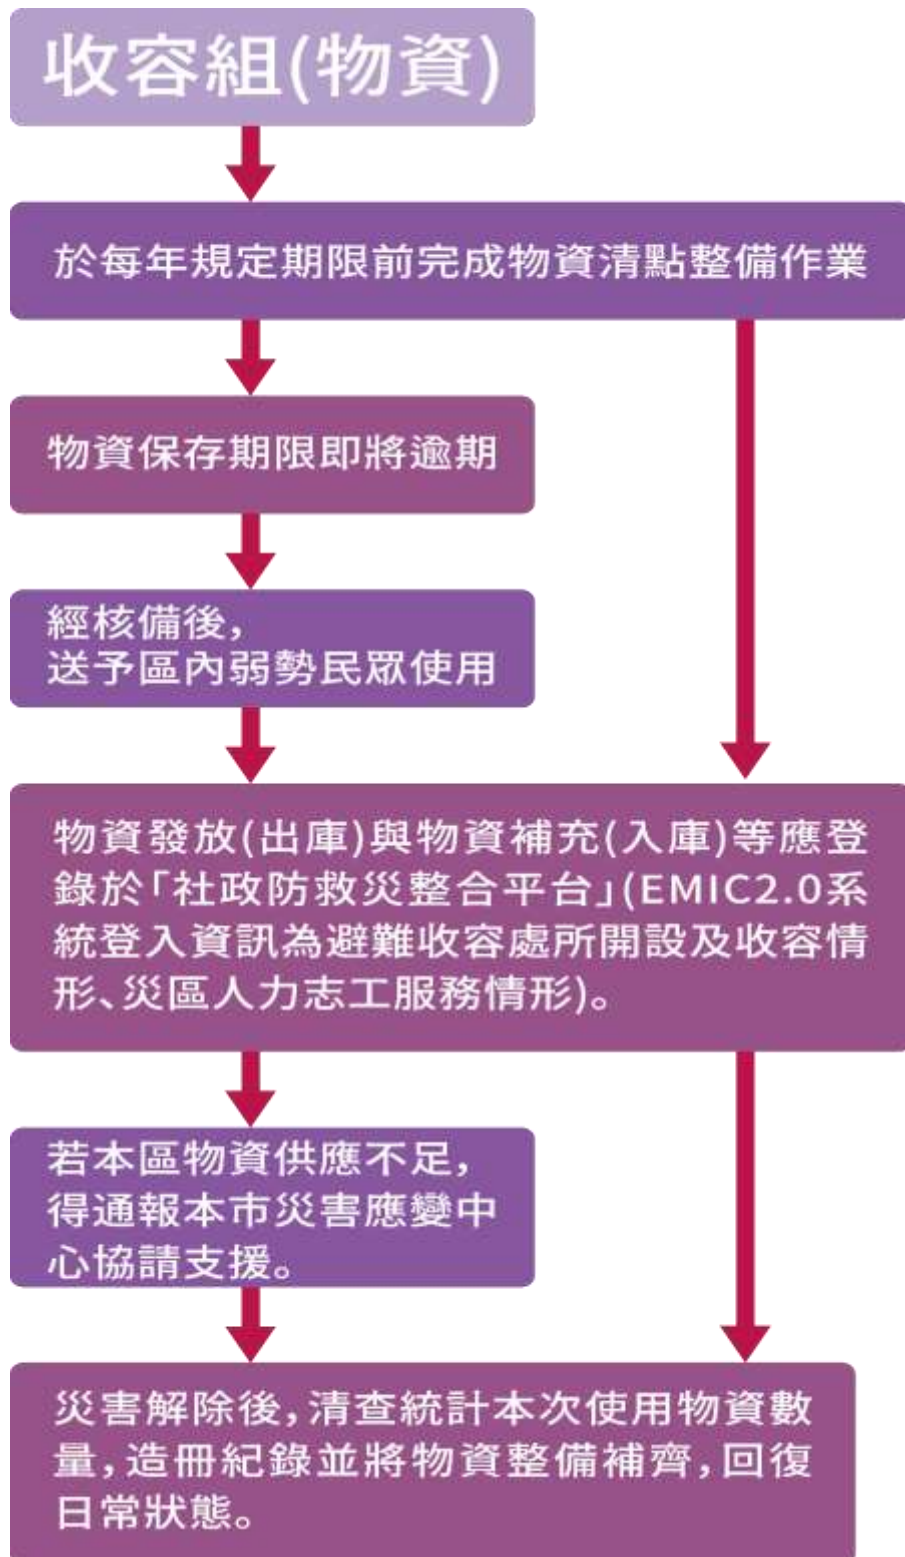 收容組(物資)
於每年規定期限前完成物資清點整備作業
物資保存期限即將逾期
經核備後,
送予區內弱勢民眾使用
物資發放(出庫)與物資補充(入庫)等應登
錄於「社政防救災整合平台」(EMIC2.0系
統登入資訊為避難收容處所開設及收容情
形、災區人力志工服務情形)。
若本區物資供應不足,
得通報本市災害應變中
心協請支援。
災害解除後,清查統計本次使用物資數
量,造冊紀錄並將物資整備補齊,回復
日常狀態。